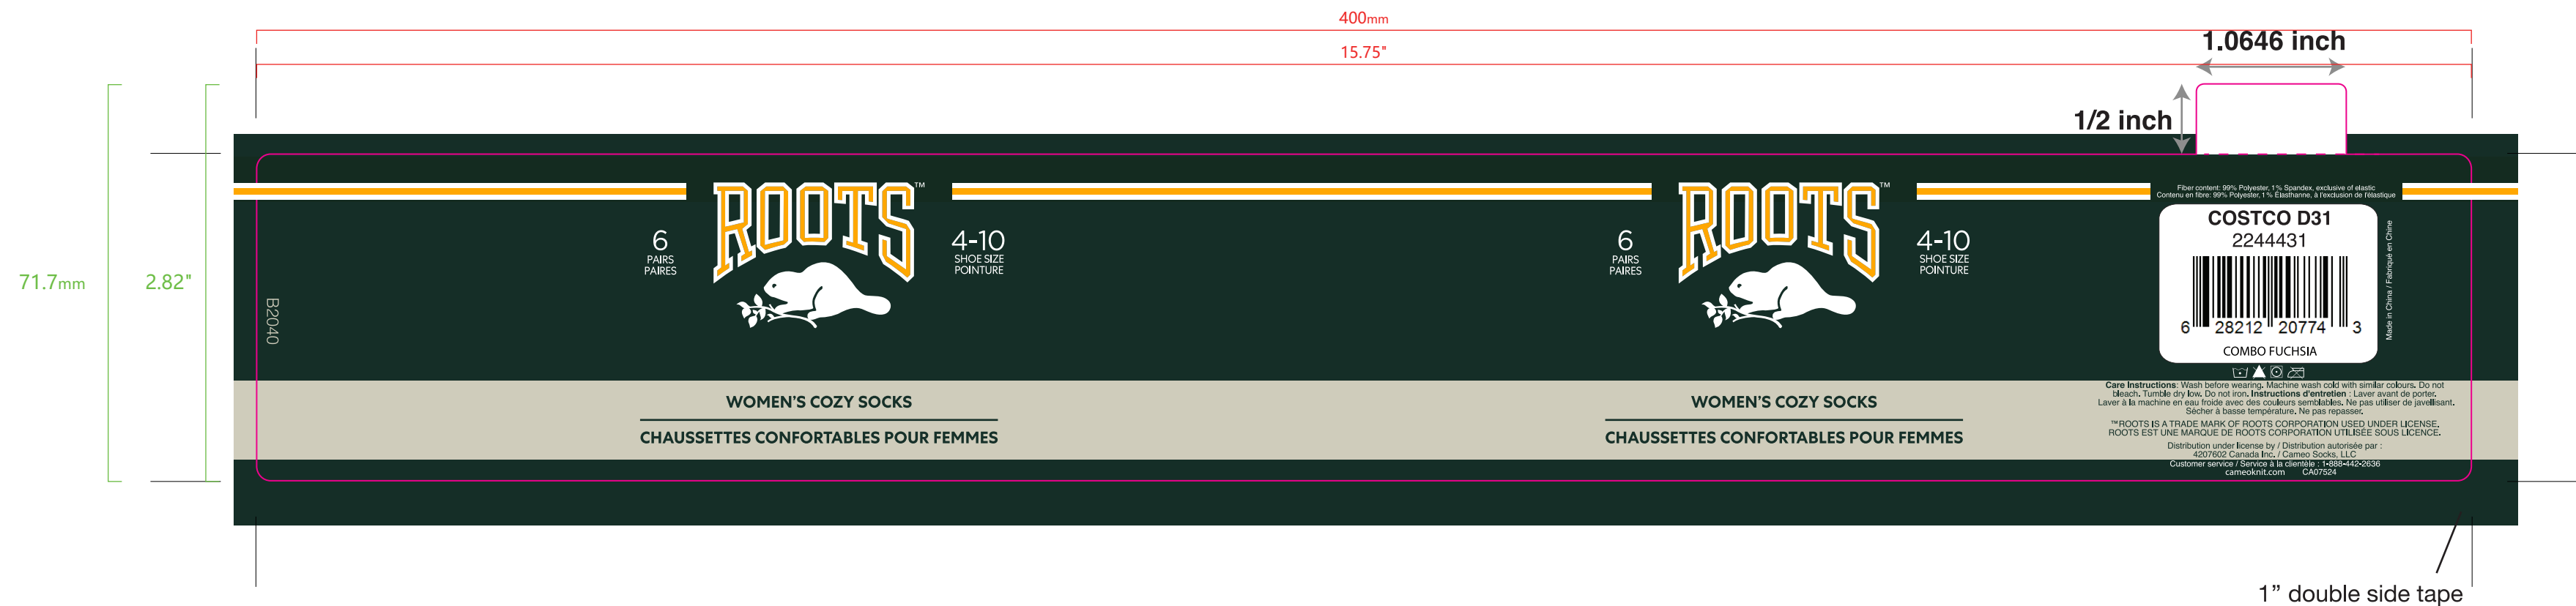 400mm
15.75"
1.0646 inch
1/2 inch
71.7mm
2.82"
B2040
6
PAIRS
PAIRES
ROOTS™
4-10
SHOE SIZE
POINTURE
WOMEN'S COZY SOCKS
CHAUSSETTES CONFORTABLES POUR FEMMES
6
PAIRS
PAIRES
ROOTS™
4-10
SHOE SIZE
POINTURE
WOMEN'S COZY SOCKS
CHAUSSETTES CONFORTABLES POUR FEMMES
Fiber content: 99% Polyester, 1% Spandex, exclusive of elastic
Contenu en fibre: 99% Polyester, 1% Élasthanne, à l'exclusion de l'élastique
COSTCO D31
2244431
6 28212 20774 3
COMBO FUCHSIA
Made in China / Fabriqué en Chine
Care Instructions: Wash before wearing. Machine wash cold with similar colours. Do not
bleach. Tumble dry low. Do not iron. Instructions d'entretien : Laver avant de porter.
Laver à la machine en eau froide avec des couleurs semblables. Ne pas utiliser de javellisant.
Sécher à basse température. Ne pas repasser.
™ROOTS IS A TRADE MARK OF ROOTS CORPORATION USED UNDER LICENSE.
ROOTS EST UNE MARQUE DE ROOTS CORPORATION UTILISÉE SOUS LICENCE.
Distribution under license by / Distribution autorisée par :
4207602 Canada Inc. / Cameo Socks, LLC
Customer service / Service à la clientèle : 1-888-442-2636
cameoknit.com CA07524
1" double side tape